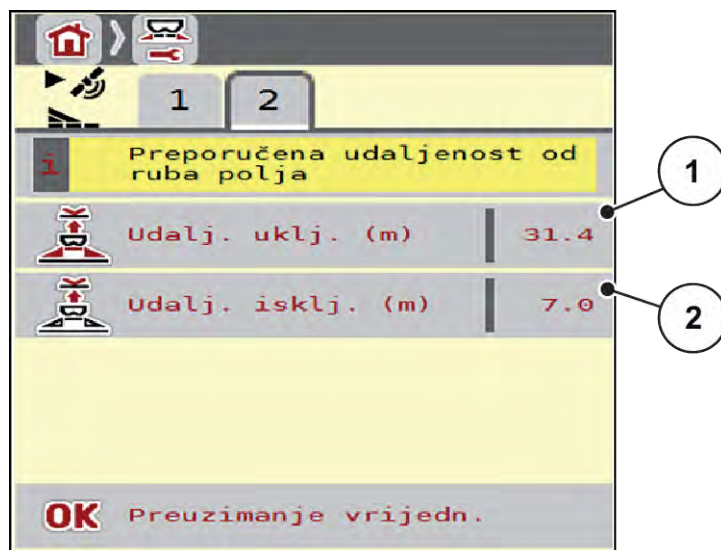 1 2
i Preporučena udaljenost od
ruba polja
Udalj. uklj. (m) 31.4
1
Udalj. isklj. (m) 7.0
2
OK Preuzimanje vrijedn.